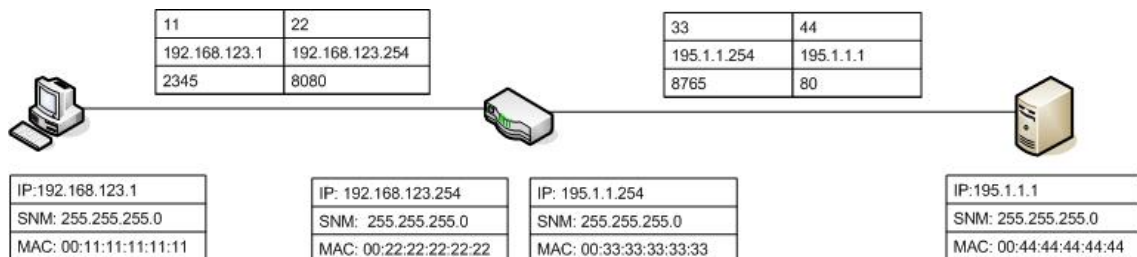 11 22
192.168.123.1 192.168.123.254
2345 8080
33 44
195.1.1.254 195.1.1.1
8765 80
IP:192.168.123.1
SNM: 255.255.255.0
MAC: 00:11:11:11:11:11
IP: 192.168.123.254
SNM: 255.255.255.0
MAC: 00:22:22:22:22:22
IP: 195.1.1.254
SNM: 255.255.255.0
MAC: 00:33:33:33:33:33
IP:195.1.1.1
SNM: 255.255.255.0
MAC: 00:44:44:44:44:44